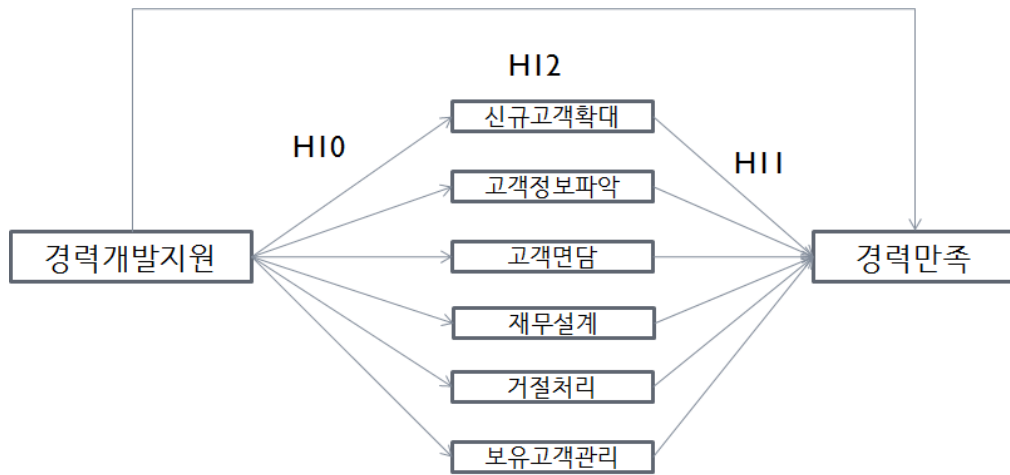 H12
신규고객확대
H10
H11
고객정보파악
경력개발지원
고객면담
경력만족
재무설계
거절처리
보유고객관리